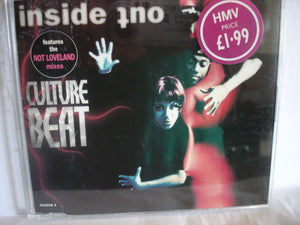 inside out
HMV
PRICE
£1.99
features
the
NOT LOVELAND
mixes
CULTURE
BEAT